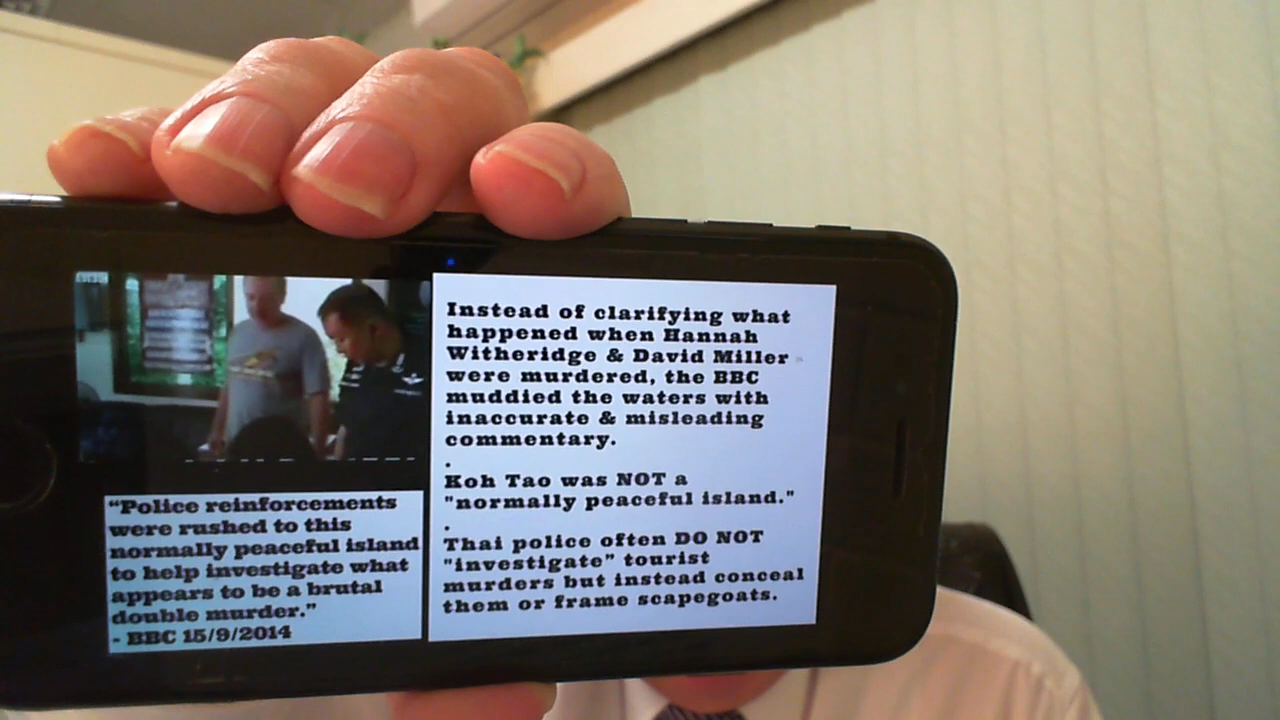 "Police reinforcements
were rushed to this
normally peaceful island
to help investigate what
appears to be a brutal
double murder."
- BBC 15/9/2014
Instead of clarifying what
happened when Hannah
Witheridge & David Miller
were murdered, the BBC
muddied the waters with
inaccurate & misleading
commentary.
.
Koh Tao was NOT a
"normally peaceful island."
.
Thai police often DO NOT
"investigate" tourist
murders but instead conceal
them or frame scapegoats.